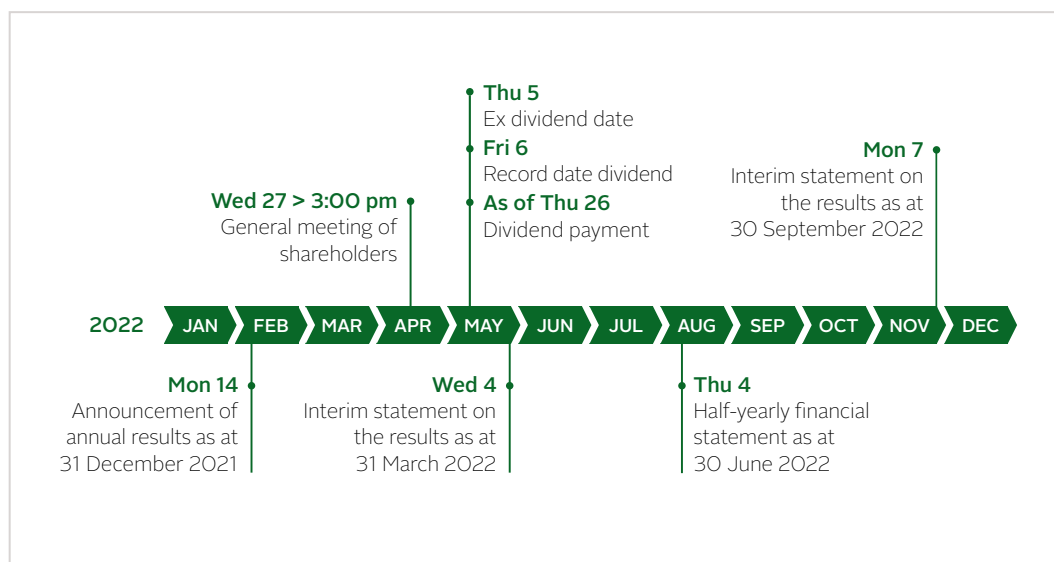 Thu 5
Ex dividend date
Fri 6
Record date dividend
As of Thu 26
Dividend payment
Wed 27 > 3:00 pm
General meeting of
shareholders
Mon 7
Interim statement on
the results as at
30 September 2022
2022
JAN
FEB
MAR
APR
MAY
JUN
JUL
AUG
SEP
OCT
NOV
DEC
Mon 14
Announcement of
annual results as at
31 December 2021
Wed 4
Interim statement on
the results as at
31 March 2022
Thu 4
Half-yearly financial
statement as at
30 June 2022